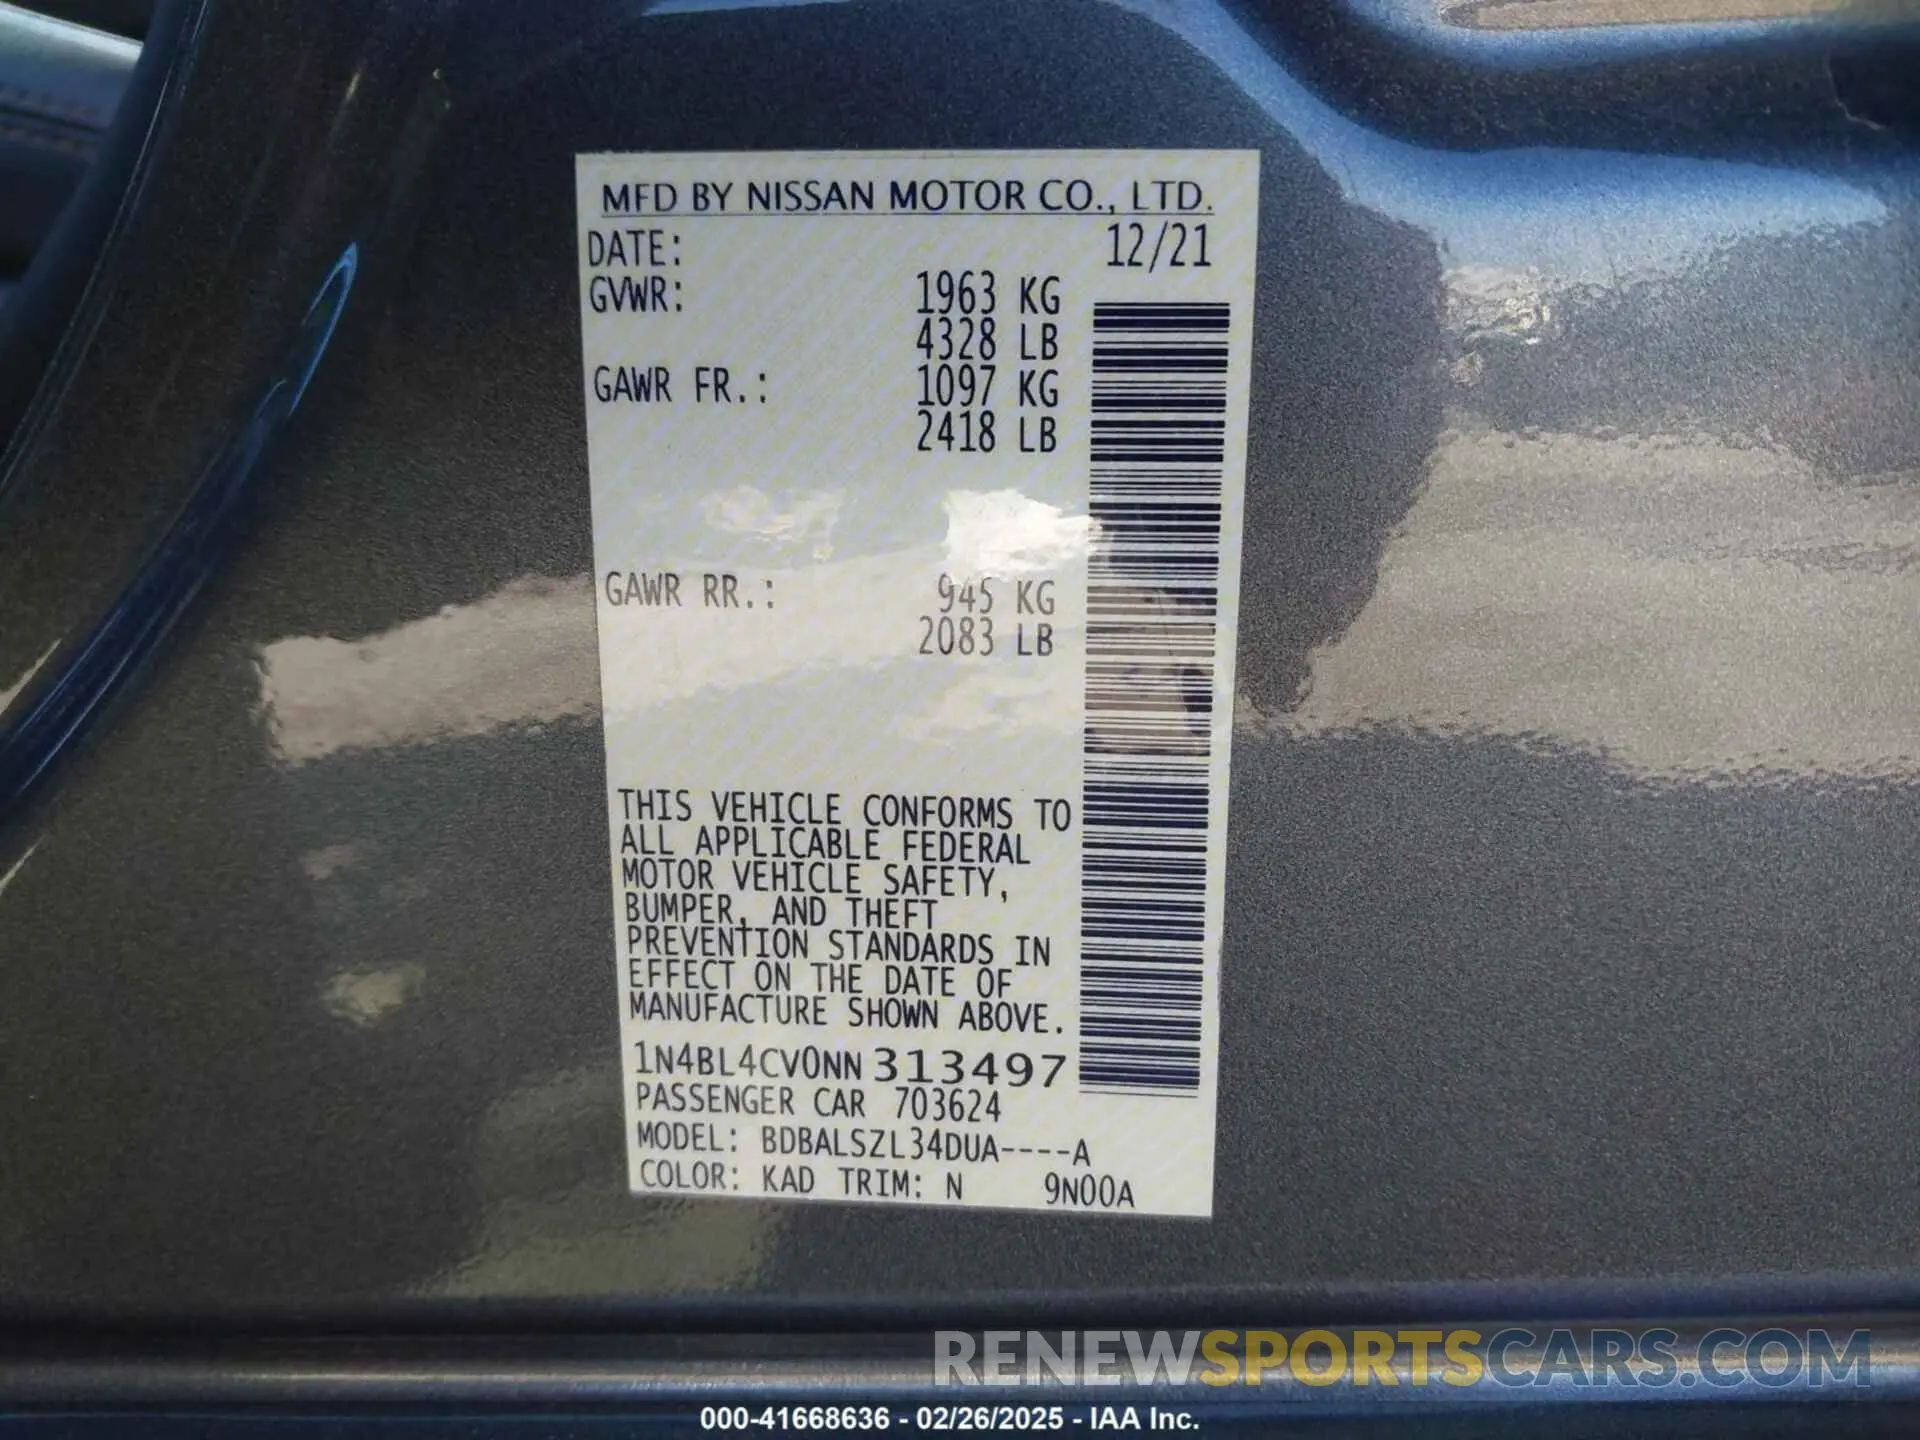 MFD BY NISSAN MOTOR CO., LTD.
DATE: 12/21
GVWR: 1963 KG
4328 LB
GAWR FR.: 1097 KG
2418 LB
GAWR RR.: 945 KG
2083 LB
THIS VEHICLE CONFORMS TO
ALL APPLICABLE FEDERAL
MOTOR VEHICLE SAFETY,
BUMPER, AND THEFT
PREVENTION STANDARDS IN
EFFECT ON THE DATE OF
MANUFACTURE SHOWN ABOVE.
1N4BL4CV0NN313497
PASSENGER CAR 703624
MODEL: BDBALSZL34DUA----A
COLOR: KAD TRIM: N 9N00A
RENEWSPORTSCARS.COM
000-41668636 - 02/26/2025 - IAA Inc.